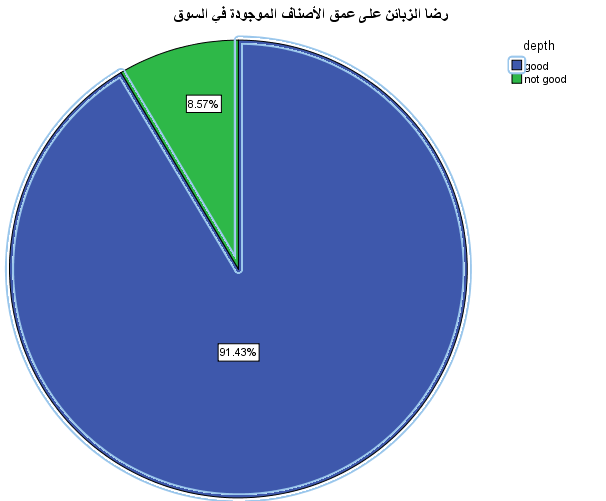 رضا الزبائن على عمق الأصناف الموجودة في السوق
depth
good
not good
8.57%
91.43%